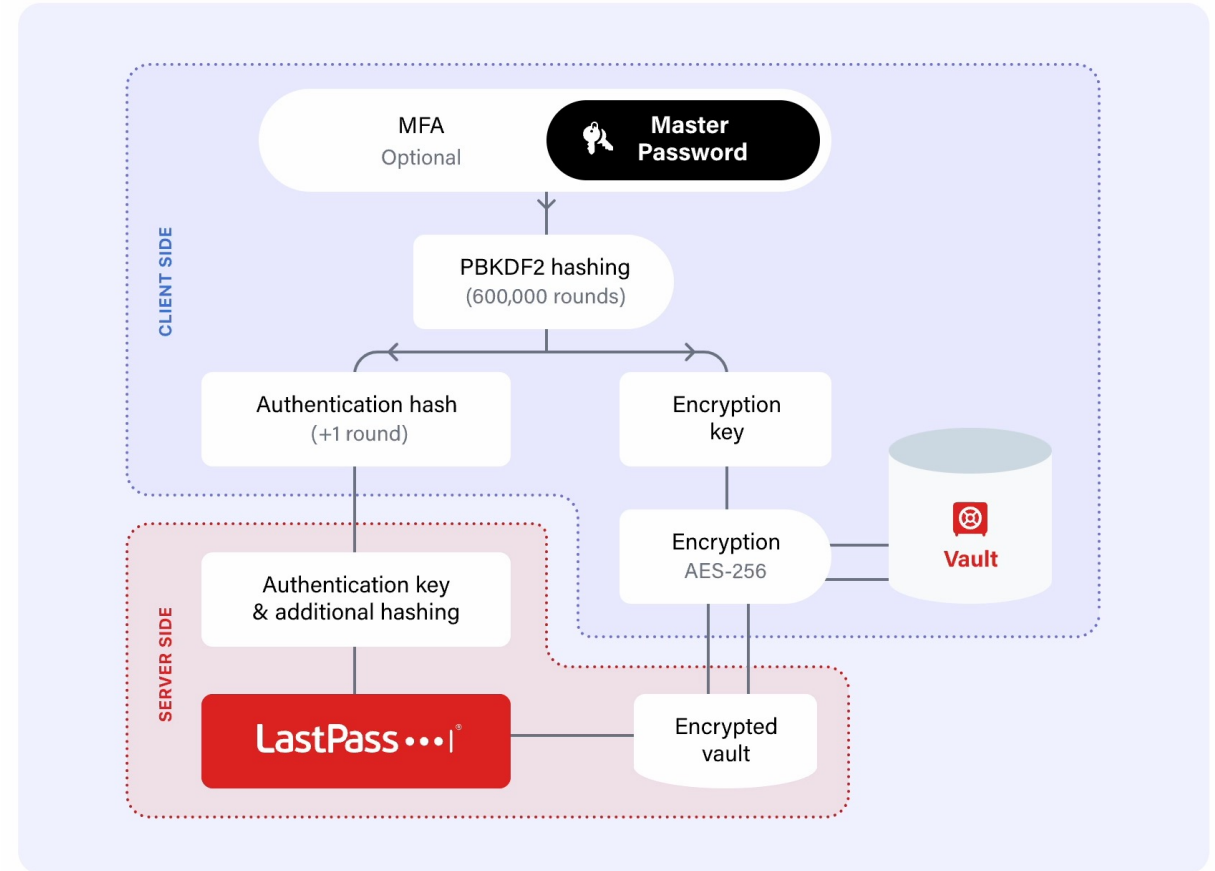 MFA
Optional
Master
Password
CLIENT SIDE
PBKDF2 hashing
(600,000 rounds)
Authentication hash
(+1 round)
Encryption
key
Encryption
AES-256
Vault
SERVER SIDE
Authentication key
& additional hashing
LastPass •••|®
Encrypted
vault